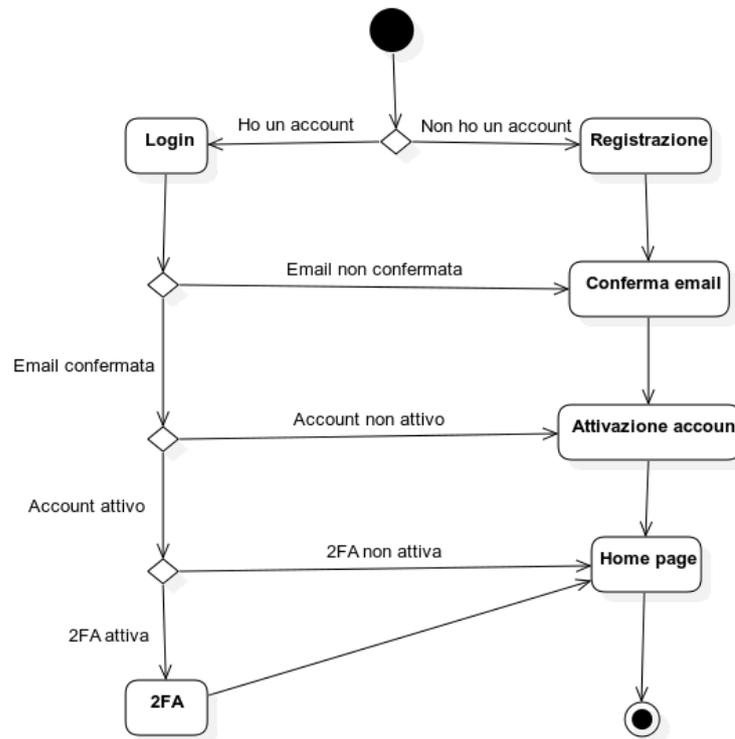 Ho un account
Non ho un account
Login
Registrazione
Email non confermata
Conferma email
Email confermata
Account non attivo
Attivazione accoun
Account attivo
2FA non attiva
Home page
2FA attiva
2FA